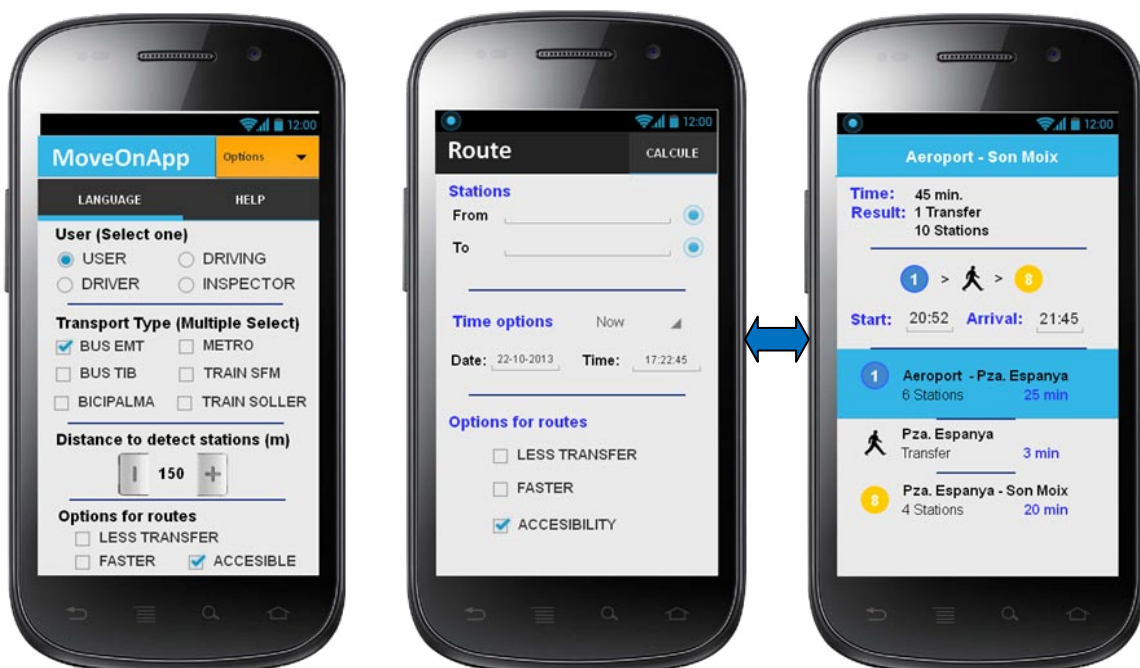 12:00
MoveOnApp Options
LANGUAGE HELP
User (Select one)
USER DRIVING
DRIVER INSPECTOR
Transport Type (Multiple Select)
BUS EMT METRO
BUS TIB TRAIN SFM
BICIPALMA TRAIN SOLLER
Distance to detect stations (m)
150
Options for routes
LESS TRANSFER
FASTER ACCESIBLE
12:00
Route CALCULE
Stations
From
To
Time options Now
Date: 22-10-2013 Time: 17:22:45
Options for routes
LESS TRANSFER
FASTER
ACCESIBILITY
12:00
Aeroport - Son Moix
Time: 45 min.
Result: 1 Transfer
10 Stations
1 > > 8
Start: 20:52 Arrival: 21:45
1 Aeroport - Pza. Espanya
6 Stations 25 min
Pza. Espanya
Transfer 3 min
8 Pza. Espanya - Son Moix
4 Stations 20 min